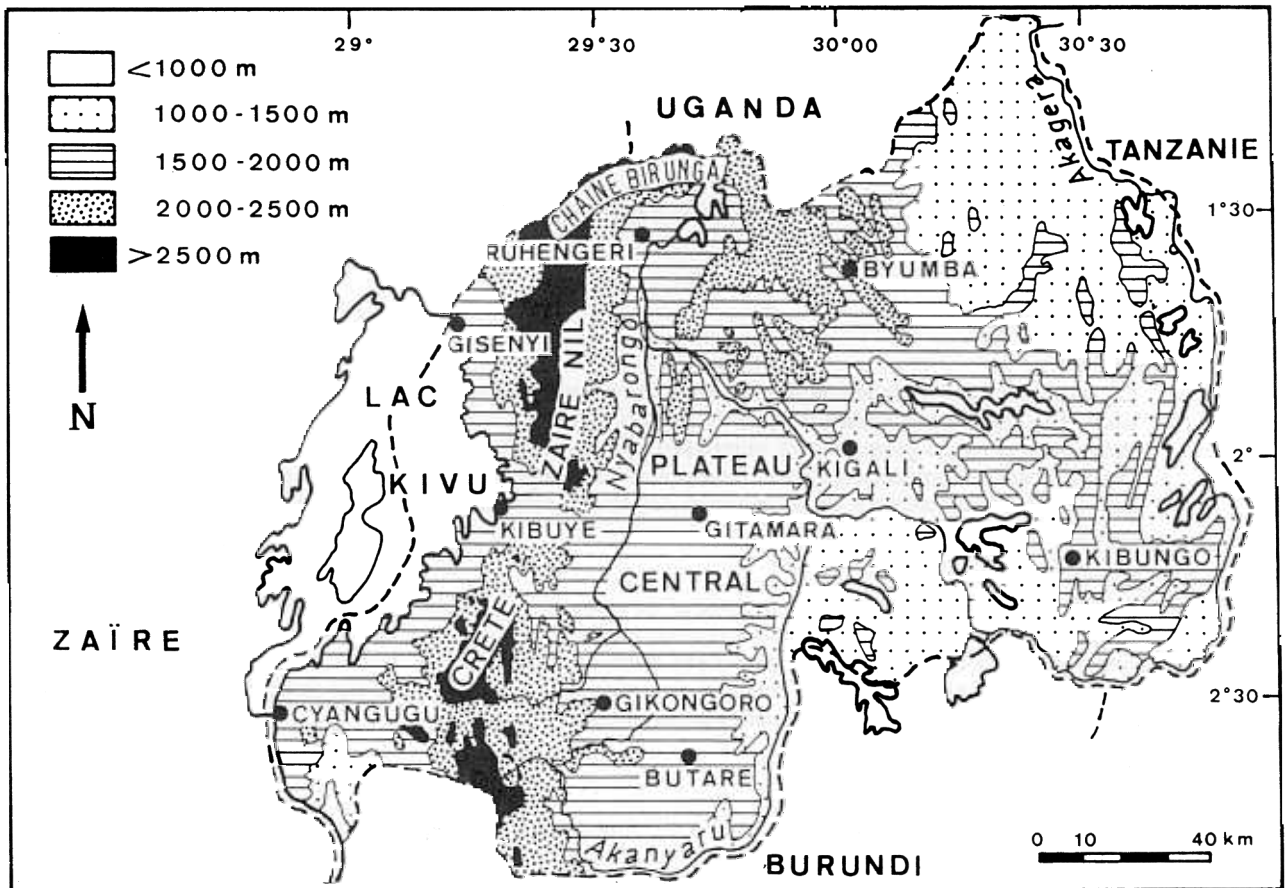 29°
29°30
30°00
30°30
<1000 m
1000-1500 m
1500-2000 m
2000-2500 m
>2500 m
N
UGANDA
Akagera
TANZANIE
1°30
CHAINE BIRUNGA
RUHENGERI
BYUMBA
GISENYI
LAC
KIVU
ZAIRE NIL
Nyabarongo
PLATEAU
KIGALI
2°
KIBUYE
GITAMARA
KIBUNGO
CENTRAL
CRETE
ZAÏRE
2°30
CYANGUGU
GIKONGORO
BUTARE
Akanyaru
BURUNDI
0 10 40 km